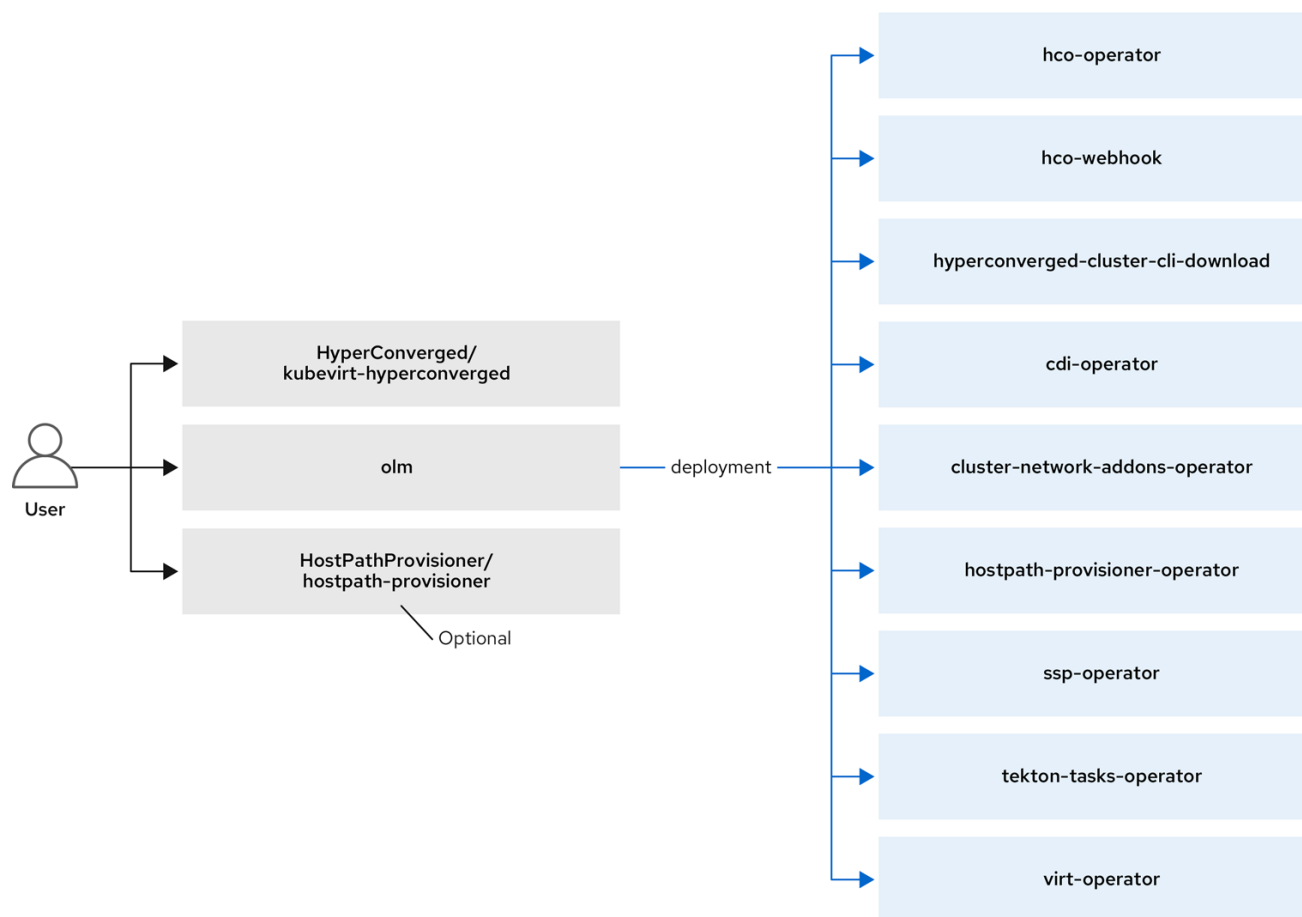 User
HyperConverged/
kubevirt-hyperconverged
olm
HostPathProvisioner/
hostpath-provisioner
Optional
deployment
hco-operator
hco-webhook
hyperconverged-cluster-cli-download
cdi-operator
cluster-network-addons-operator
hostpath-provisioner-operator
ssp-operator
tekton-tasks-operator
virt-operator